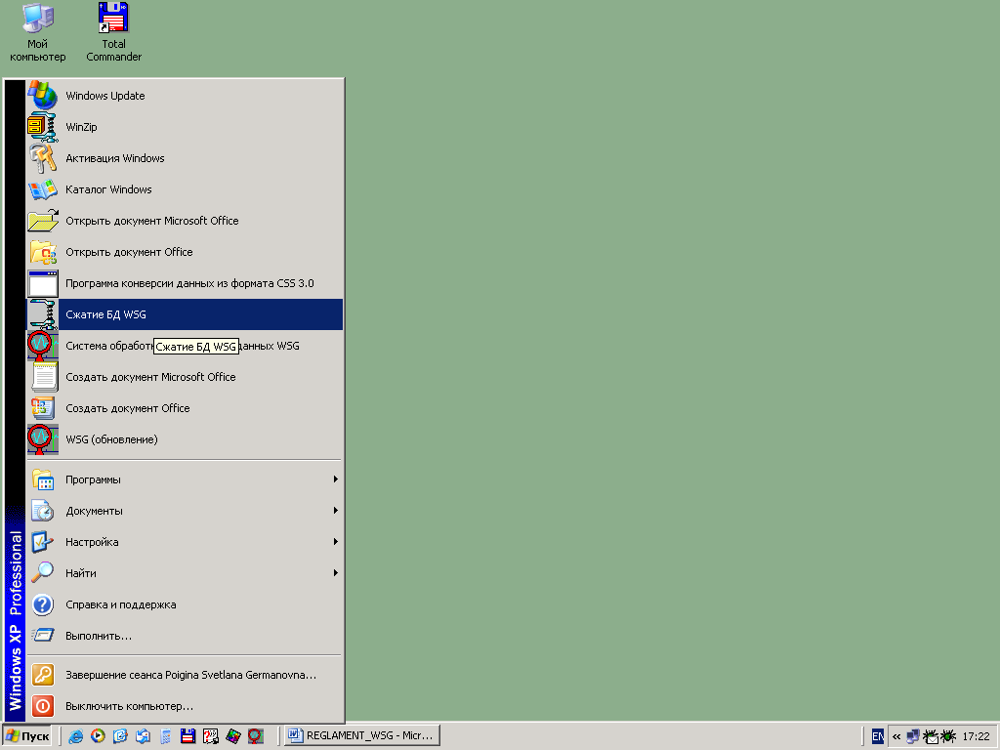 Мой
компьютер
Total
Commander
Windows Update
WinZip
Активация Windows
Каталог Windows
Открыть документ Microsoft Office
Открыть документ Office
Программа конверсии данных из формата CSS 3.0
Сжатие БД WSG
Система обработк
Сжатие БД WSG
данных WSG
Создать документ Microsoft Office
Создать документ Office
WSG (обновление)
Программы
Документы
Настройка
Найти
Справка и поддержка
Выполнить...
Завершение сеанса Poigina Svetlana Germanovna...
Выключить компьютер...
Windows XP Professional
Пуск
REGLAMENT_WSG - Micr...
EN
«
17:22